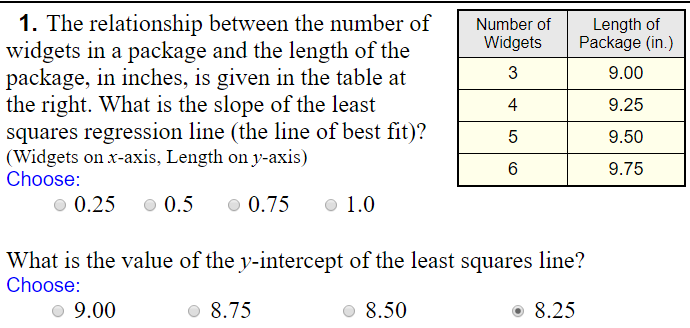 1. The relationship between the number of
widgets in a package and the length of the
package, in inches, is given in the table at
the right. What is the slope of the least
squares regression line (the line of best fit)?
(Widgets on x-axis, Length on y-axis)
Choose:
0.25 0.5 0.75 1.0
Number of Widgets Length of Package (in.)
3 9.00
4 9.25
5 9.50
6 9.75
What is the value of the y-intercept of the least squares line?
Choose:
9.00 8.75 8.50 8.25